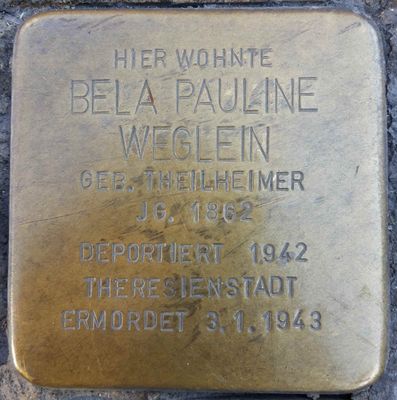 HIER WOHNTE
BELA PAULINE
WEGLEIN
GEB. THEILHEIMER
JG. 1862
DEPORTIERT 1942
THERESIENSTADT
ERMORDET 3.1.1943